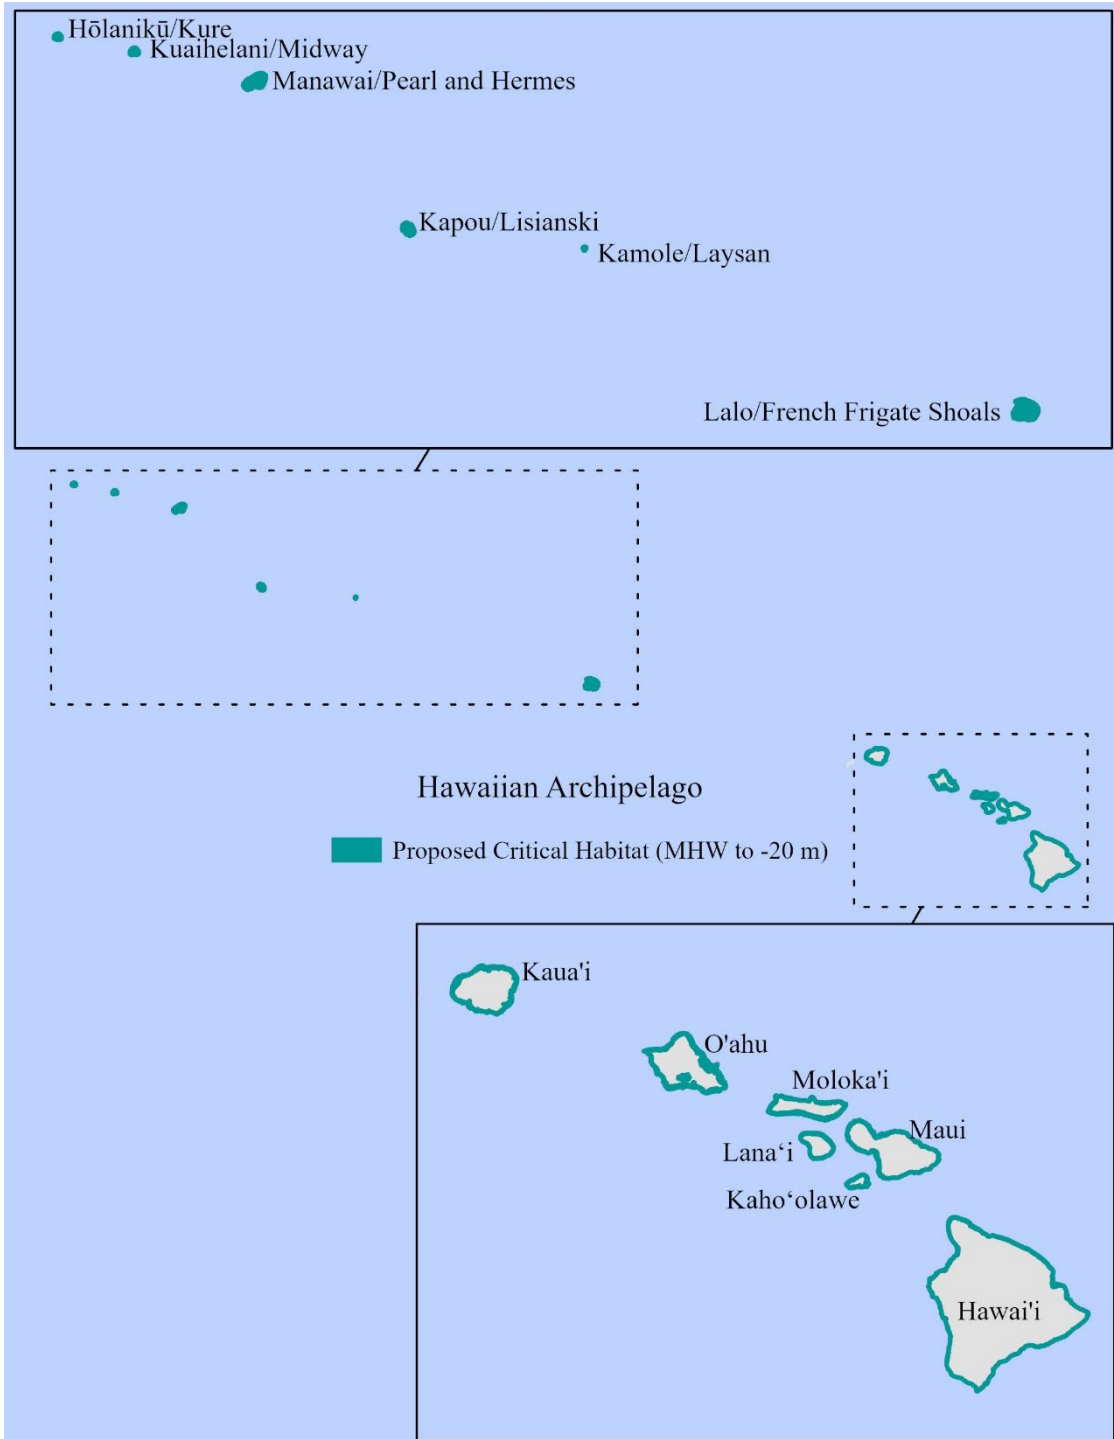 Hōlanikū/Kure
Kuaihelani/Midway
Manawai/Pearl and Hermes
Kapou/Lisianski
Kamole/Laysan
Lalo/French Frigate Shoals
Hawaiian Archipelago
Proposed Critical Habitat (MHW to -20 m)
Kaua'i
O'ahu
Moloka'i
Maui
Lana‘i
Kaho‘olawe
Hawai'i